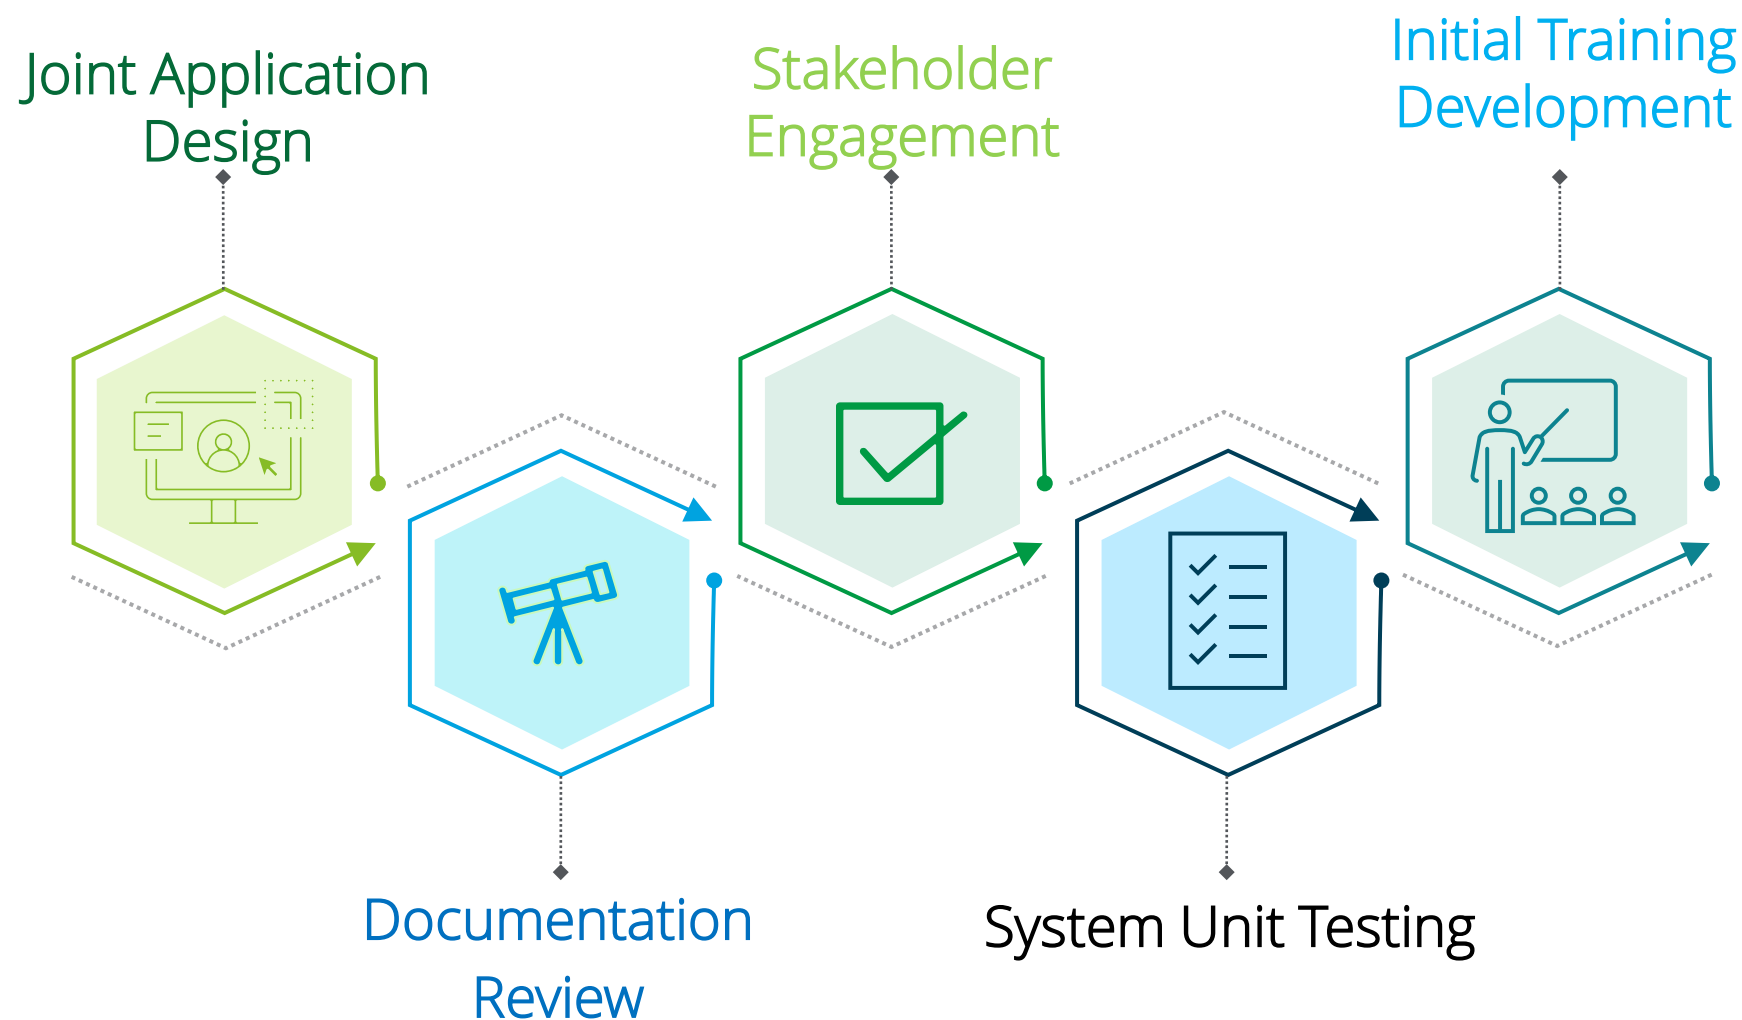 Joint Application
Design
Documentation
Review
Stakeholder
Engagement
System Unit Testing
Initial Training
Development